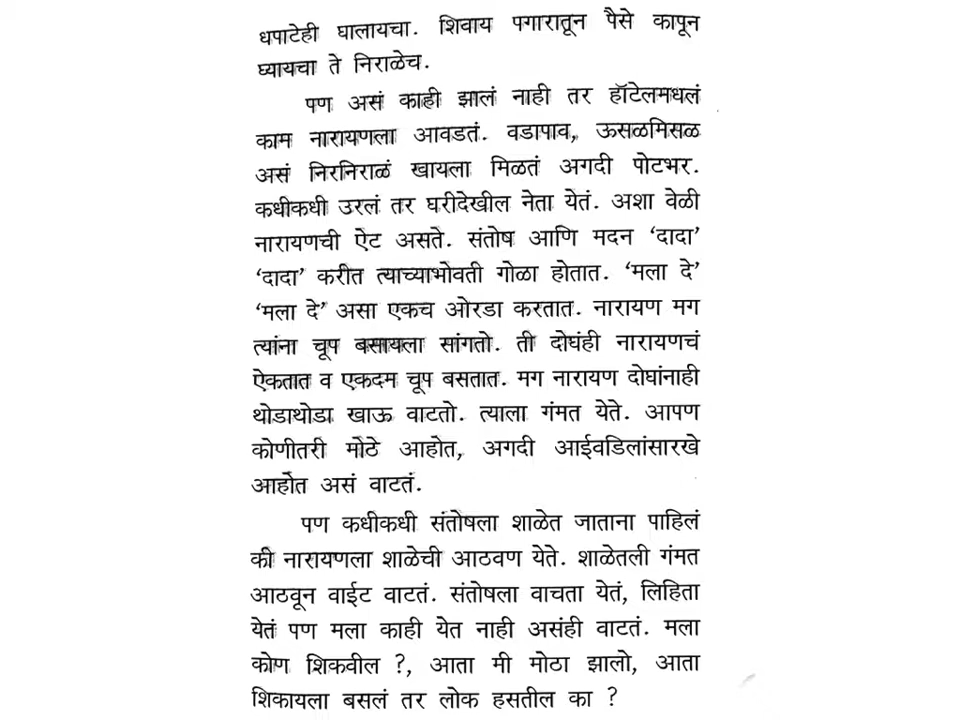 धपाटेही घालायचा. शिवाय पगारातून पैसे कापून
घ्यायचा ते निराळेच.
पण असं काही झालं नाही तर हॉटेलमधलं
काम नारायणला आवडतं. वडापाव, ऊसळमिसळ
असं निरनिराळं खायला मिळतं अगदी पोटभर.
कधीकधी उरलं तर घरीदेखील नेता येतं. अशा वेळी
नारायणची ऐट असते. संतोष आणि मदन ‘दादा’
‘दादा’ करीत त्याच्याभोवती गोळा होतात. ‘मला दे’
‘मला दे’ असा एकच ओरडा करतात. नारायण मग
त्यांना चूप बसायला सांगतो. ती दोघंही नारायणचं
ऐकतात व एकदम चूप बसतात. मग नारायण दोघांनाही
थोडाथोडा खाऊ वाटतो. त्याला गंमत येते. आपण
कोणीतरी मोठे आहोत, अगदी आईवडिलांसारखे
आहोत असं वाटतं.
पण कधीकधी संतोषला शाळेत जाताना पाहिलं
की नारायणला शाळेची आठवण येते. शाळेतली गंमत
आठवून वाईट वाटतं. संतोषला वाचता येतं, लिहिता
येतं पण मला काही येत नाही असंही वाटतं. मला
कोण शिकवील ?, आता मी मोठा झालो, आता
शिकायला बसलं तर लोक हसतील का ?